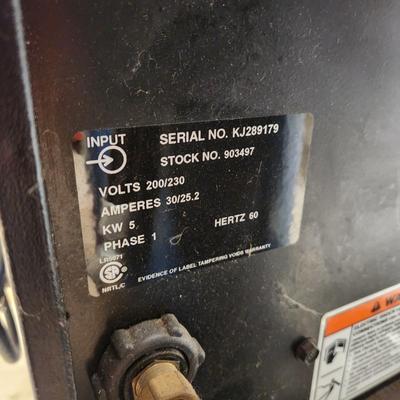 INPUT
SERIAL NO. KJ289179
STOCK NO. 903497
VOLTS 200/230
AMPERES 30/25.2
KW 5
HERTZ 60
PHASE 1
LR5071
NRTL/C
EVIDENCE OF LABEL TAMPERING VOIDS WARRANTY
WA